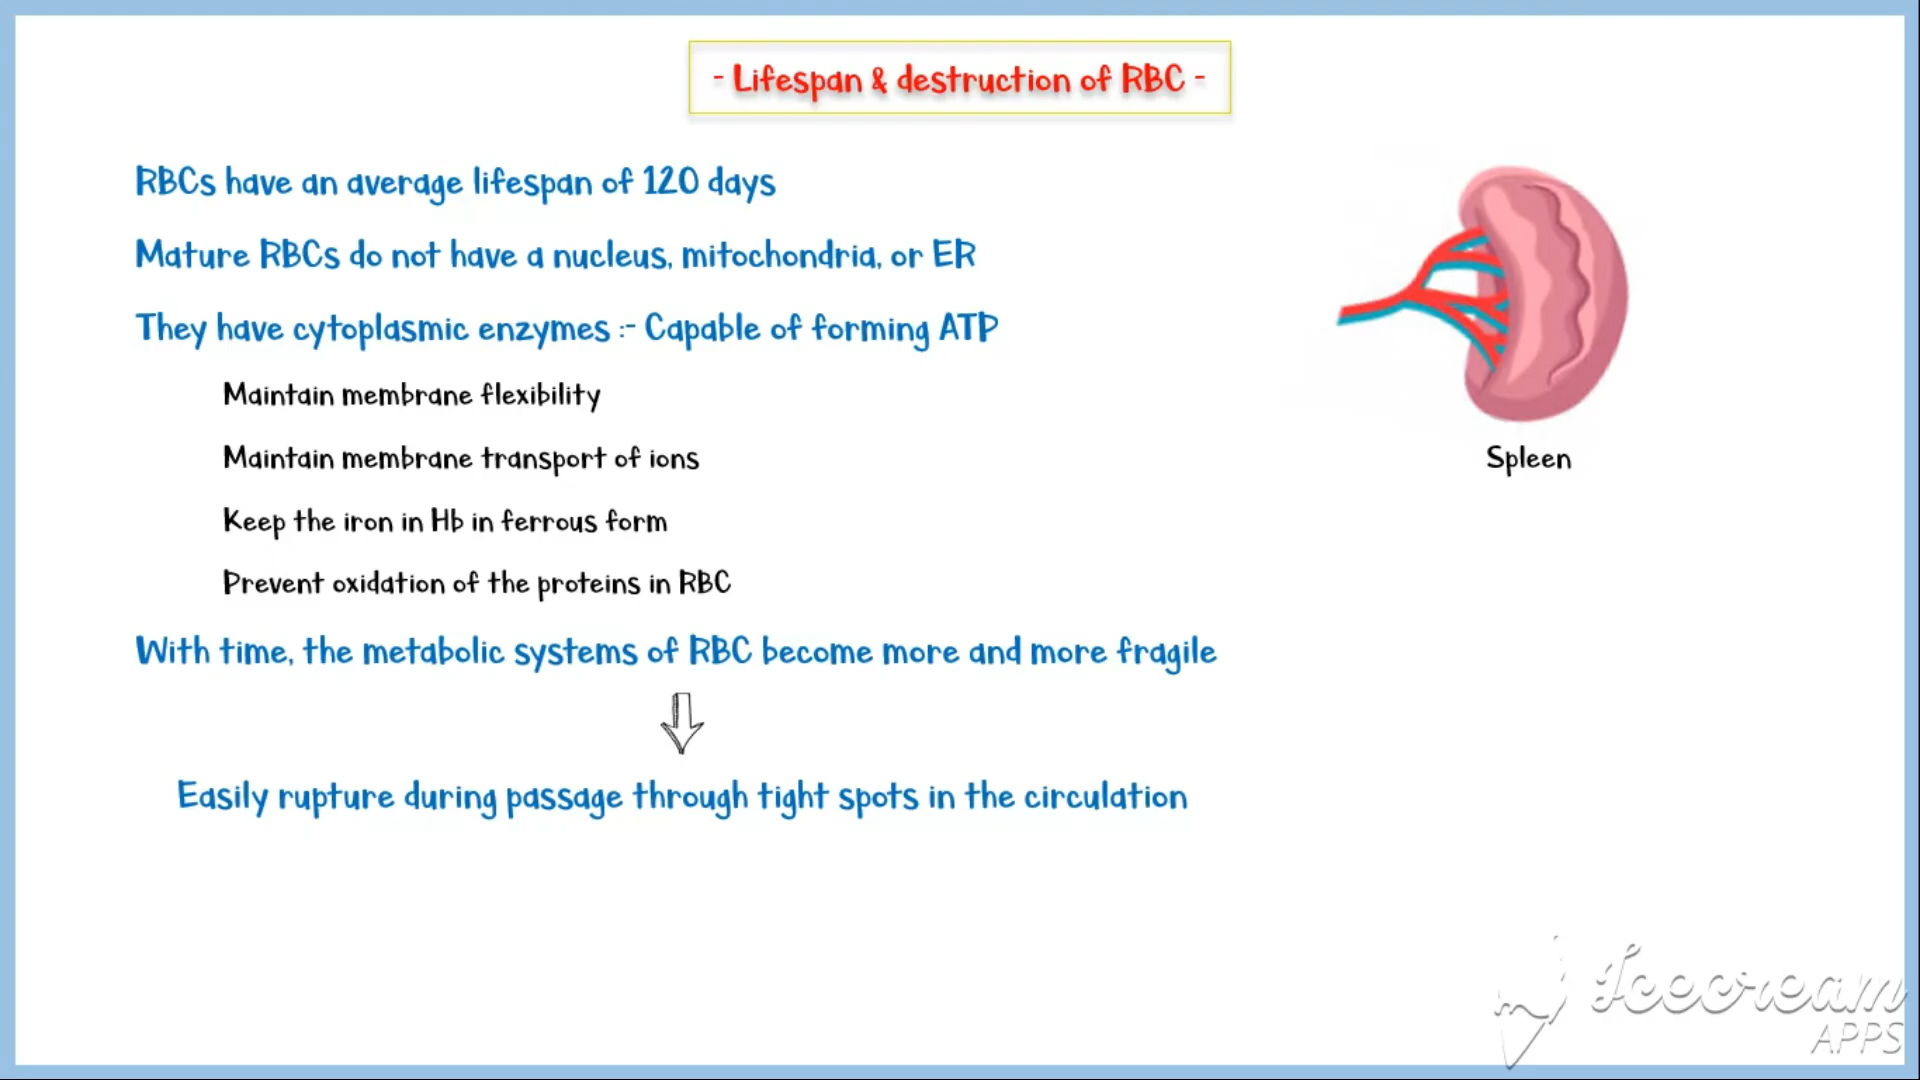 - Lifespan & destruction of RBC -
RBCs have an average lifespan of 120 days
Mature RBCs do not have a nucleus, mitochondria, or ER
They have cytoplasmic enzymes :- Capable of forming ATP
Maintain membrane flexibility
Maintain membrane transport of ions
Keep the iron in Hb in ferrous form
Prevent oxidation of the proteins in RBC
With time, the metabolic systems of RBC become more and more fragile
Easily rupture during passage through tight spots in the circulation
Spleen
Icecream
APPS